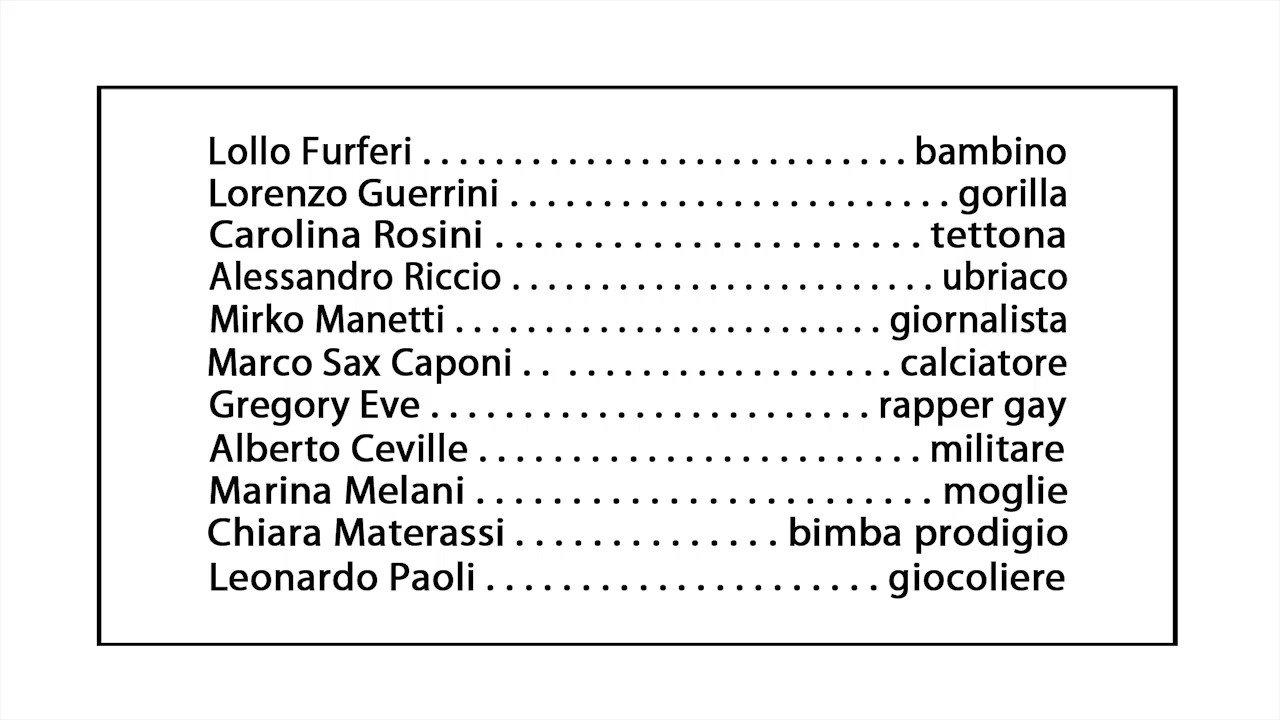 Lollo Furferi . . . . . . . . . . . . . . . . . . . . . . . . . . . bambino
Lorenzo Guerrini . . . . . . . . . . . . . . . . . . . . . . . . gorilla
Carolina Rosini . . . . . . . . . . . . . . . . . . . . . . tettona
Alessandro Riccio . . . . . . . . . . . . . . . . . . . . . . . ubriaco
Mirko Manetti . . . . . . . . . . . . . . . . . . . . . . . . giornalista
Marco Sax Caponi . . . . . . . . . . . . . . . . . . . . calciatore
Gregory Eve . . . . . . . . . . . . . . . . . . . . . . . . rapper gay
Alberto Ceville . . . . . . . . . . . . . . . . . . . . . . . . militare
Marina Melani . . . . . . . . . . . . . . . . . . . . . . . . moglie
Chiara Materassi . . . . . . . . . . . . . . bimba prodigio
Leonardo Paoli . . . . . . . . . . . . . . . . . . . . . giocoliere